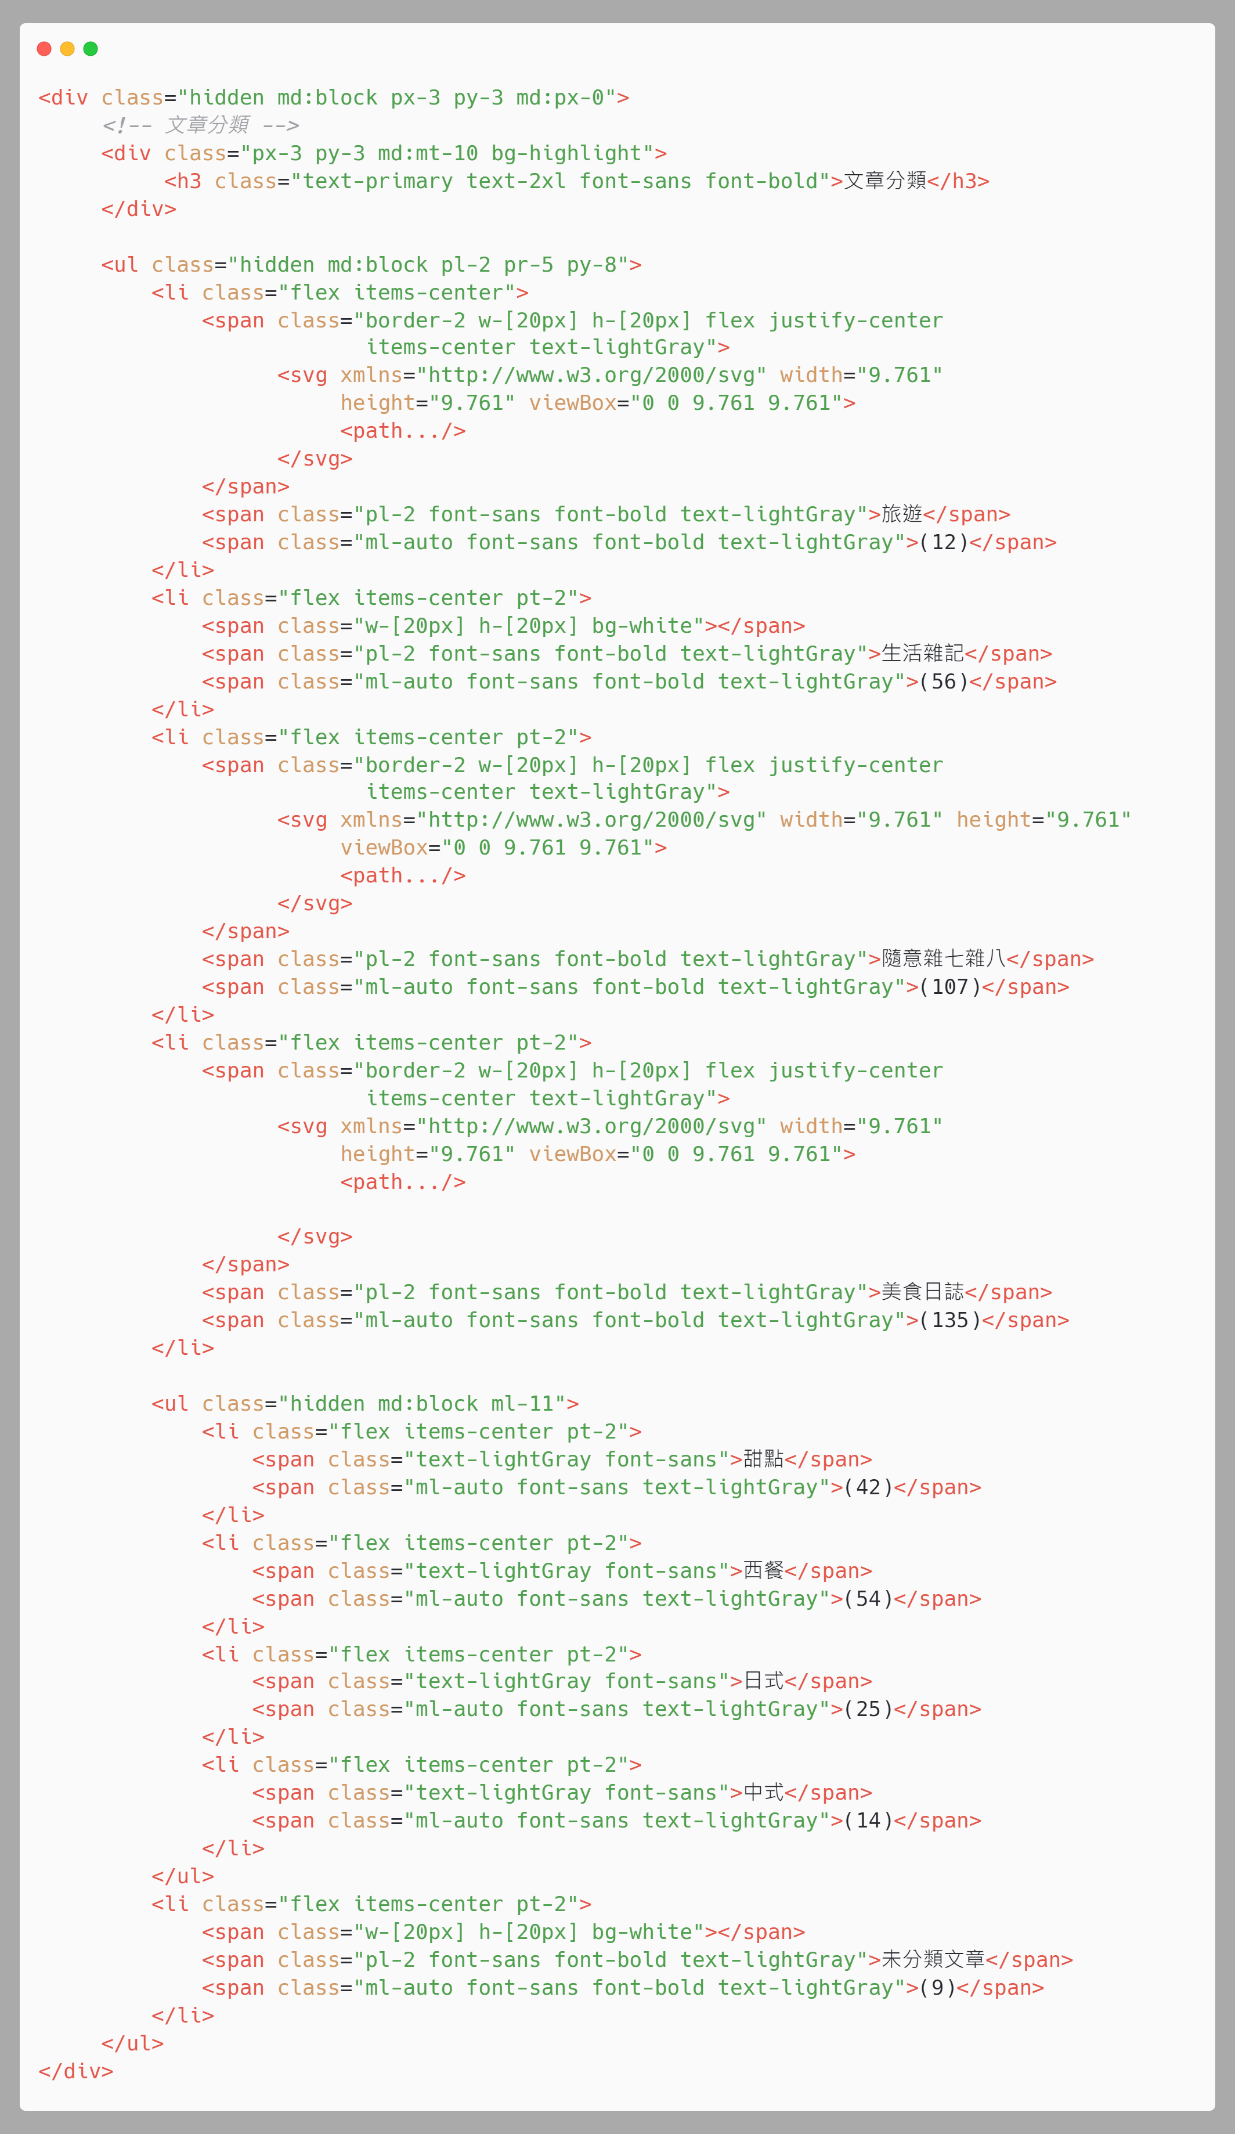 <div class="hidden md:block px-3 py-3 md:px-0">
<!-- 文章分類 -->
<div class="px-3 py-3 md:mt-10 bg-highlight">
<h3 class="text-primary text-2xl font-sans font-bold">文章分類</h3>
</div>
<ul class="hidden md:block pl-2 pr-5 py-8">
<li class="flex items-center">
<span class="border-2 w-[20px] h-[20px] flex justify-center
items-center text-lightGray">
<svg xmlns="http://www.w3.org/2000/svg" width="9.761"
height="9.761" viewBox="0 0 9.761 9.761">
<path.../>
</svg>
</span>
<span class="pl-2 font-sans font-bold text-lightGray">旅遊</span>
<span class="ml-auto font-sans font-bold text-lightGray">(12)</span>
</li>
<li class="flex items-center pt-2">
<span class="w-[20px] h-[20px] bg-white"></span>
<span class="pl-2 font-sans font-bold text-lightGray">生活雜記</span>
<span class="ml-auto font-sans font-bold text-lightGray">(56)</span>
</li>
<li class="flex items-center pt-2">
<span class="border-2 w-[20px] h-[20px] flex justify-center
items-center text-lightGray">
<svg xmlns="http://www.w3.org/2000/svg" width="9.761" height="9.761"
viewBox="0 0 9.761 9.761">
<path.../>
</svg>
</span>
<span class="pl-2 font-sans font-bold text-lightGray">隨意雜七雜八</span>
<span class="ml-auto font-sans font-bold text-lightGray">(107)</span>
</li>
<li class="flex items-center pt-2">
<span class="border-2 w-[20px] h-[20px] flex justify-center
items-center text-lightGray">
<svg xmlns="http://www.w3.org/2000/svg" width="9.761"
height="9.761" viewBox="0 0 9.761 9.761">
<path.../>
</svg>
</span>
<span class="pl-2 font-sans font-bold text-lightGray">美食日誌</span>
<span class="ml-auto font-sans font-bold text-lightGray">(135)</span>
</li>
<ul class="hidden md:block ml-11">
<li class="flex items-center pt-2">
<span class="text-lightGray font-sans">甜點</span>
<span class="ml-auto font-sans text-lightGray">(42)</span>
</li>
<li class="flex items-center pt-2">
<span class="text-lightGray font-sans">西餐</span>
<span class="ml-auto font-sans text-lightGray">(54)</span>
</li>
<li class="flex items-center pt-2">
<span class="text-lightGray font-sans">日式</span>
<span class="ml-auto font-sans text-lightGray">(25)</span>
</li>
<li class="flex items-center pt-2">
<span class="text-lightGray font-sans">中式</span>
<span class="ml-auto font-sans text-lightGray">(14)</span>
</li>
</ul>
<li class="flex items-center pt-2">
<span class="w-[20px] h-[20px] bg-white"></span>
<span class="pl-2 font-sans font-bold text-lightGray">未分類文章</span>
<span class="ml-auto font-sans font-bold text-lightGray">(9)</span>
</li>
</ul>
</div>